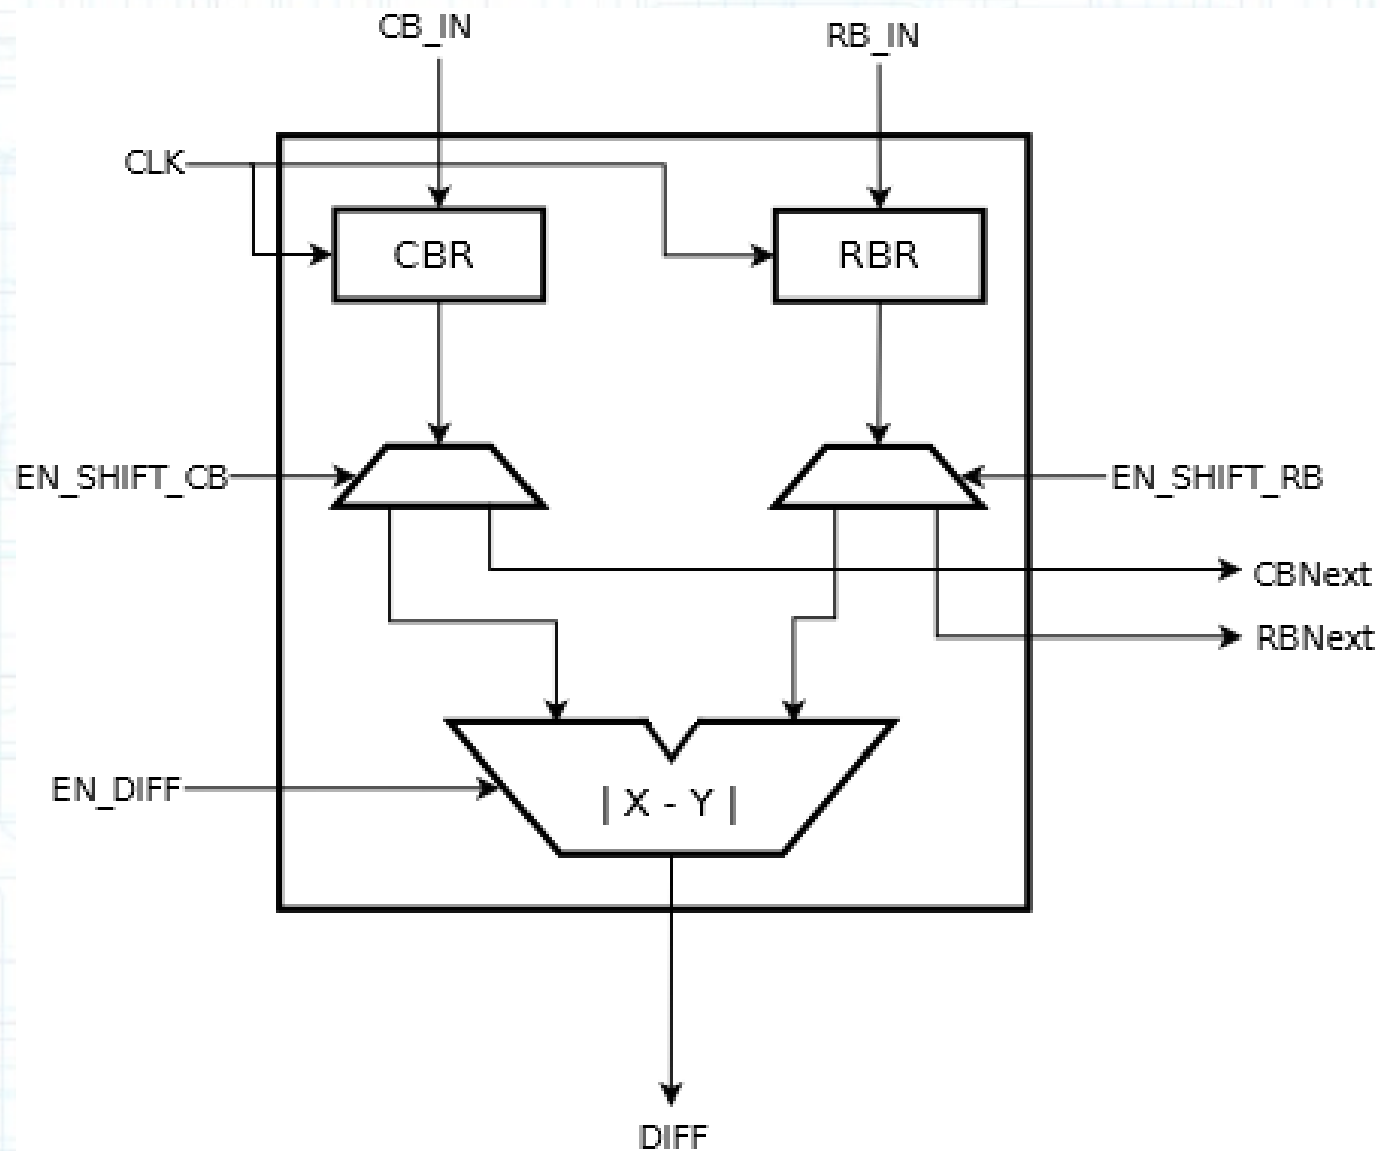 CB_IN
RB_IN
CLK
CBR
RBR
EN_SHIFT_CB
EN_SHIFT_RB
CBNext
RBNext
EN_DIFF
| X - Y |
DIFF